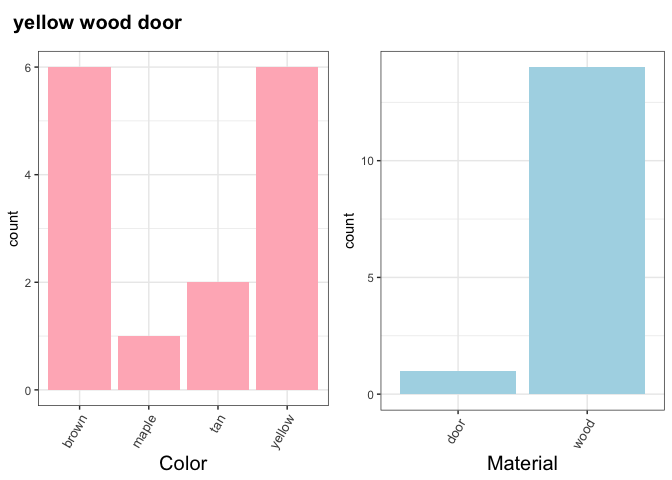 yellow wood door
6
4
2
0
count
brown
maple
tan
yellow
Color
10
5
0
count
door
wood
Material